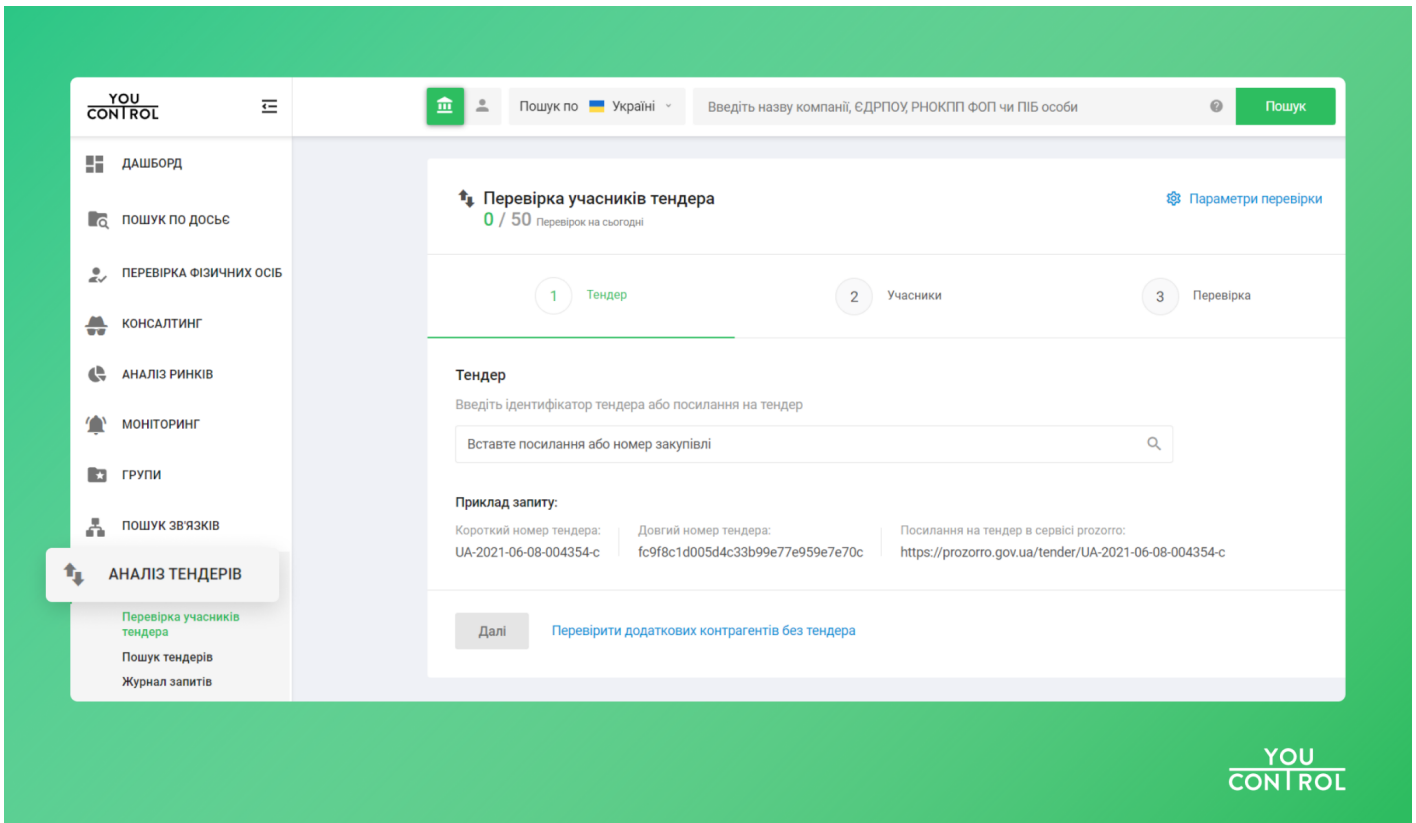 YOU
CONTROL
Пошук по Україні
Введіть назву компанії, ЄДРПОУ, РНОКПП ФОП чи ПІБ особи
?
Пошук
ДАШБОРД
ПОШУК ПО ДОСЬЄ
ПЕРЕВІРКА ФІЗИЧНИХ ОСІБ
КОНСАЛТИНГ
АНАЛІЗ РИНКІВ
МОНІТОРИНГ
ГРУПИ
ПОШУК ЗВ'ЯЗКІВ
АНАЛІЗ ТЕНДЕРІВ
Перевірка учасників
тендера
Пошук тендерів
Журнал запитів
Перевірка учасників тендера
0 / 50 Перевірок на сьогодні
Параметри перевірки
1 Тендер
2 Учасники
3 Перевірка
Тендер
Введіть ідентифікатор тендера або посилання на тендер
Вставте посилання або номер закупівлі
Приклад запиту:
Короткий номер тендера:
UA-2021-06-08-004354-c
Довгий номер тендера:
fc9f8c1d005d4c33b99e77e959e7e70c
Посилання на тендер в сервісі prozorro:
https://prozorro.gov.ua/tender/UA-2021-06-08-004354-c
Далі
Перевірити додаткових контрагентів без тендера
YOU
CONTROL